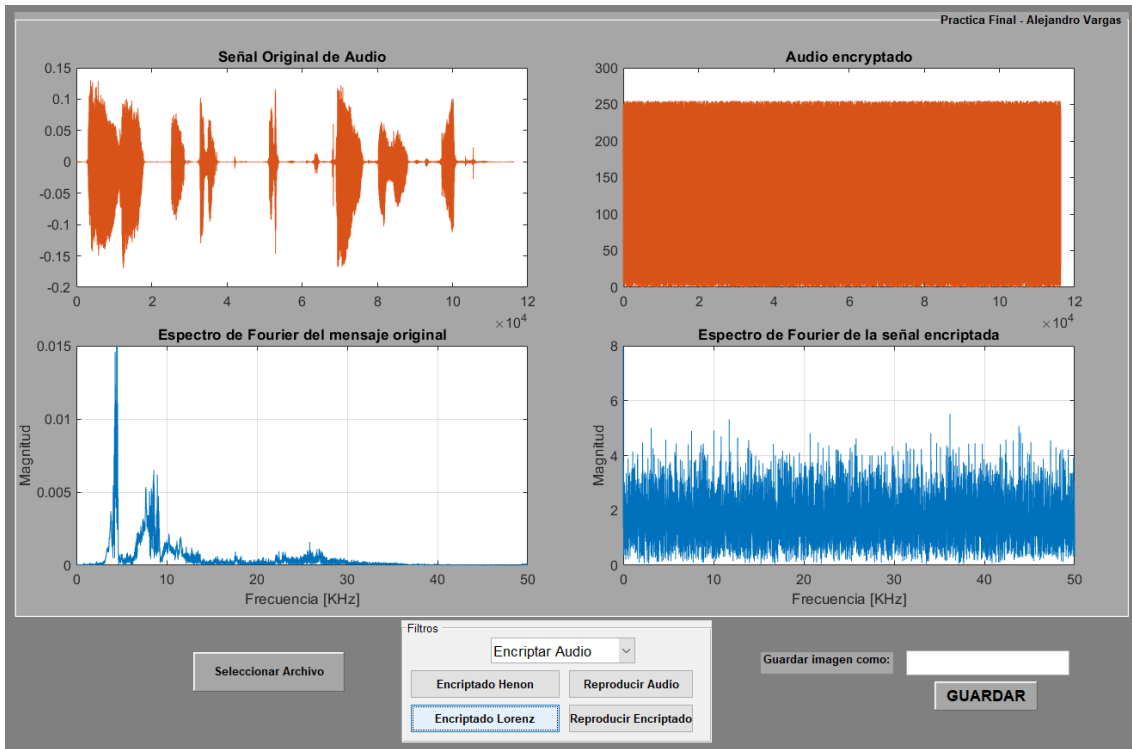 Practica Final - Alejandro Vargas
Señal Original de Audio
0.15
0.1
0.05
0
-0.05
-0.1
-0.15
-0.2
0 2 4 6 8 10 12
×10^4
Audio encryptado
300
250
200
150
100
50
0
0 2 4 6 8 10 12
×10^4
Espectro de Fourier del mensaje original
Magnitud
0.015
0.01
0.005
0
0 10 20 30 40 50
Frecuencia [KHz]
Espectro de Fourier de la señal encriptada
Magnitud
8
6
4
2
0
0 10 20 30 40 50
Frecuencia [KHz]
Seleccionar Archivo
Filtros
Encriptar Audio
Encriptado Henon
Reproducir Audio
Encriptado Lorenz
Reproducir Encriptado
Guardar imagen como:
GUARDAR